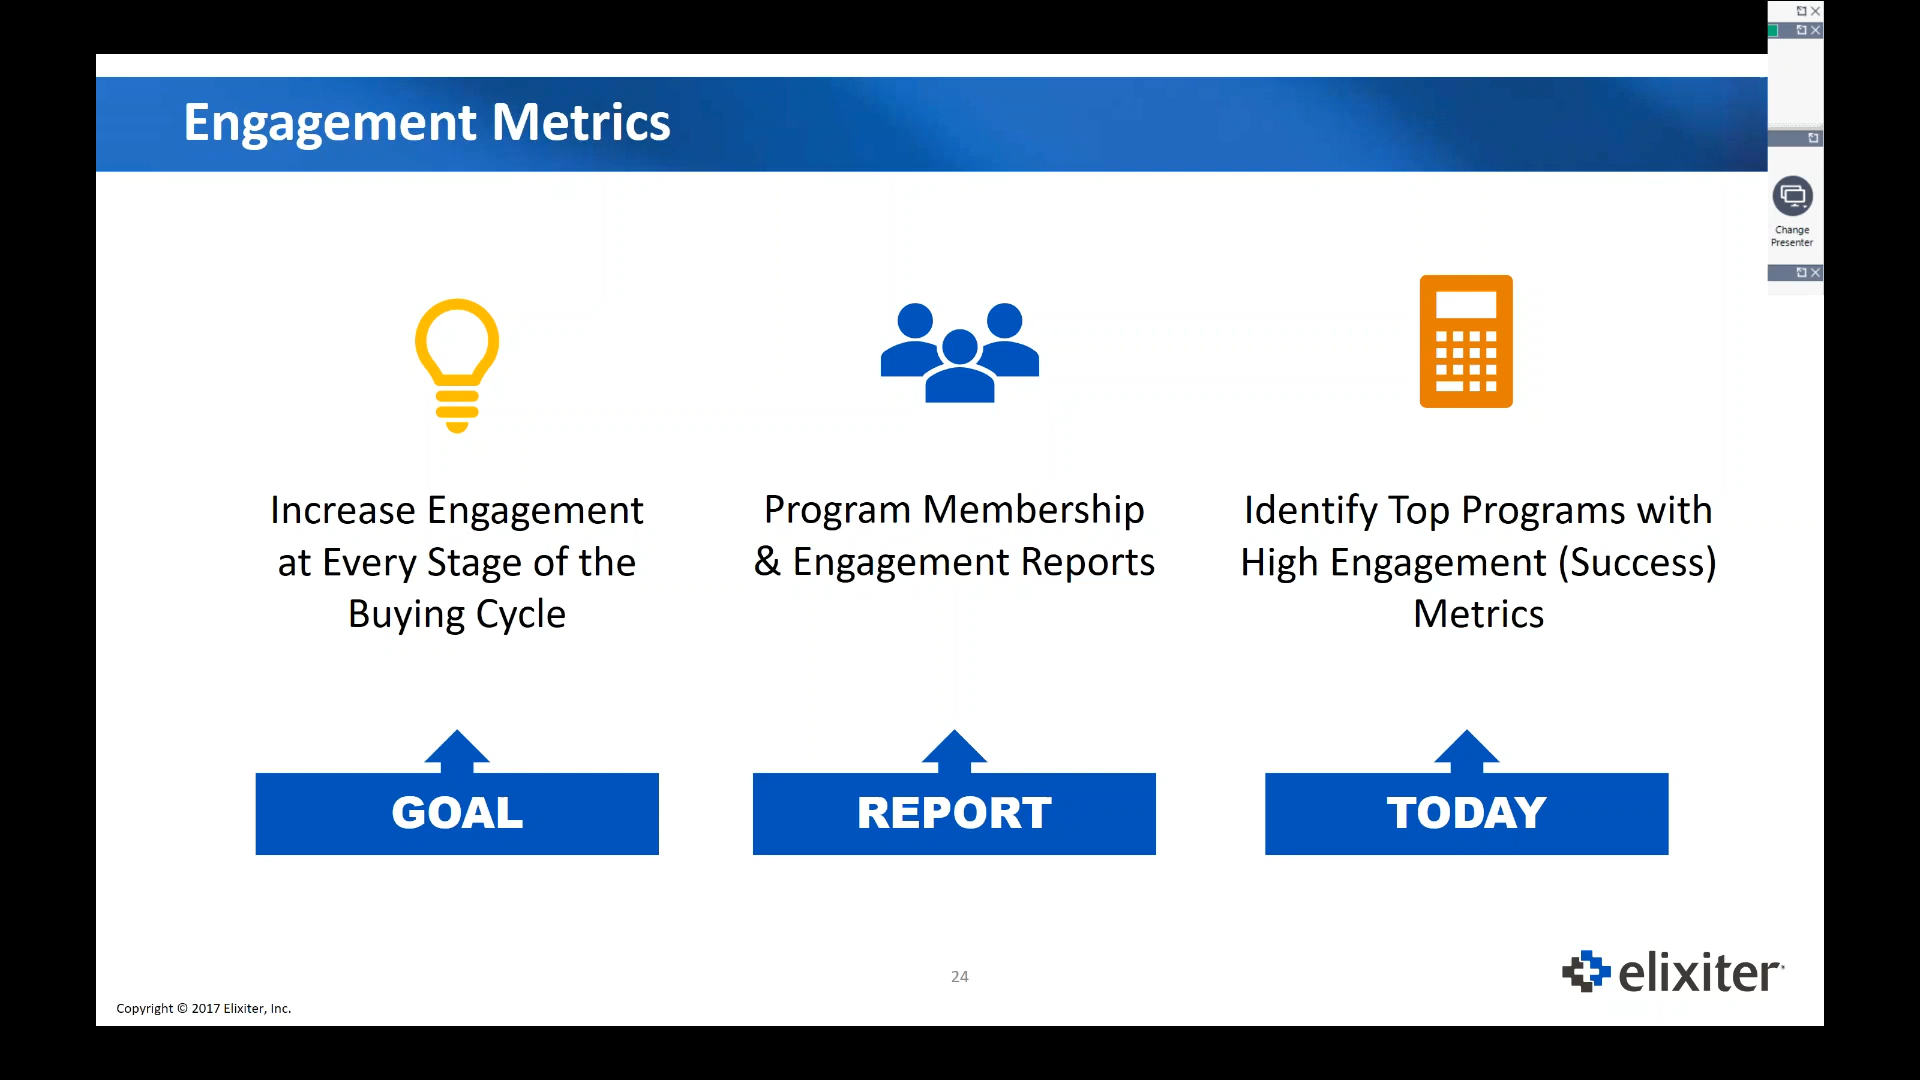 Engagement Metrics
Change
Presenter
Increase Engagement
at Every Stage of the
Buying Cycle
Program Membership
& Engagement Reports
Identify Top Programs with
High Engagement (Success)
Metrics
GOAL
REPORT
TODAY
elixiter
24
Copyright © 2017 Elixiter, Inc.